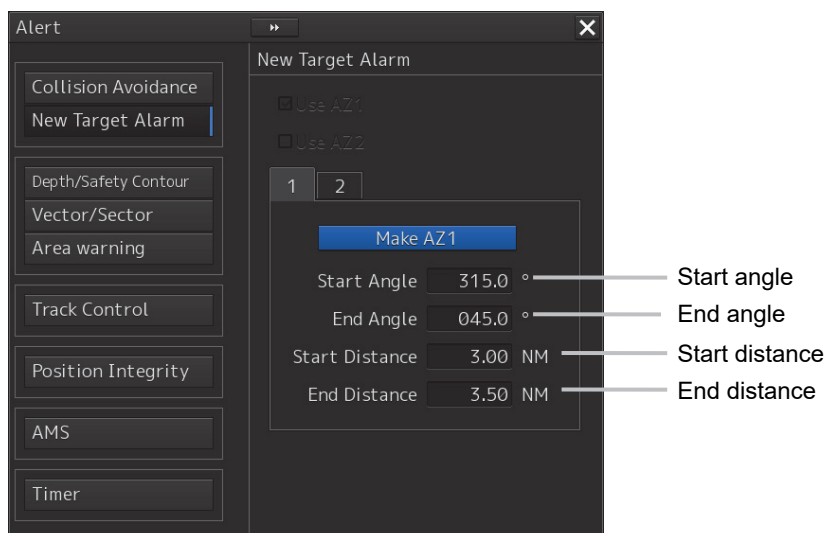 Alert
New Target Alarm
Collision Avoidance
New Target Alarm
Depth/Safety Contour
Vector/Sector
Area warning
Track Control
Position Integrity
AMS
Timer
Use AZ1
Use AZ2
1 2
Make AZ1
Start Angle 315.0 °
End Angle 045.0 °
Start Distance 3.00 NM
End Distance 3.50 NM
Start angle
End angle
Start distance
End distance